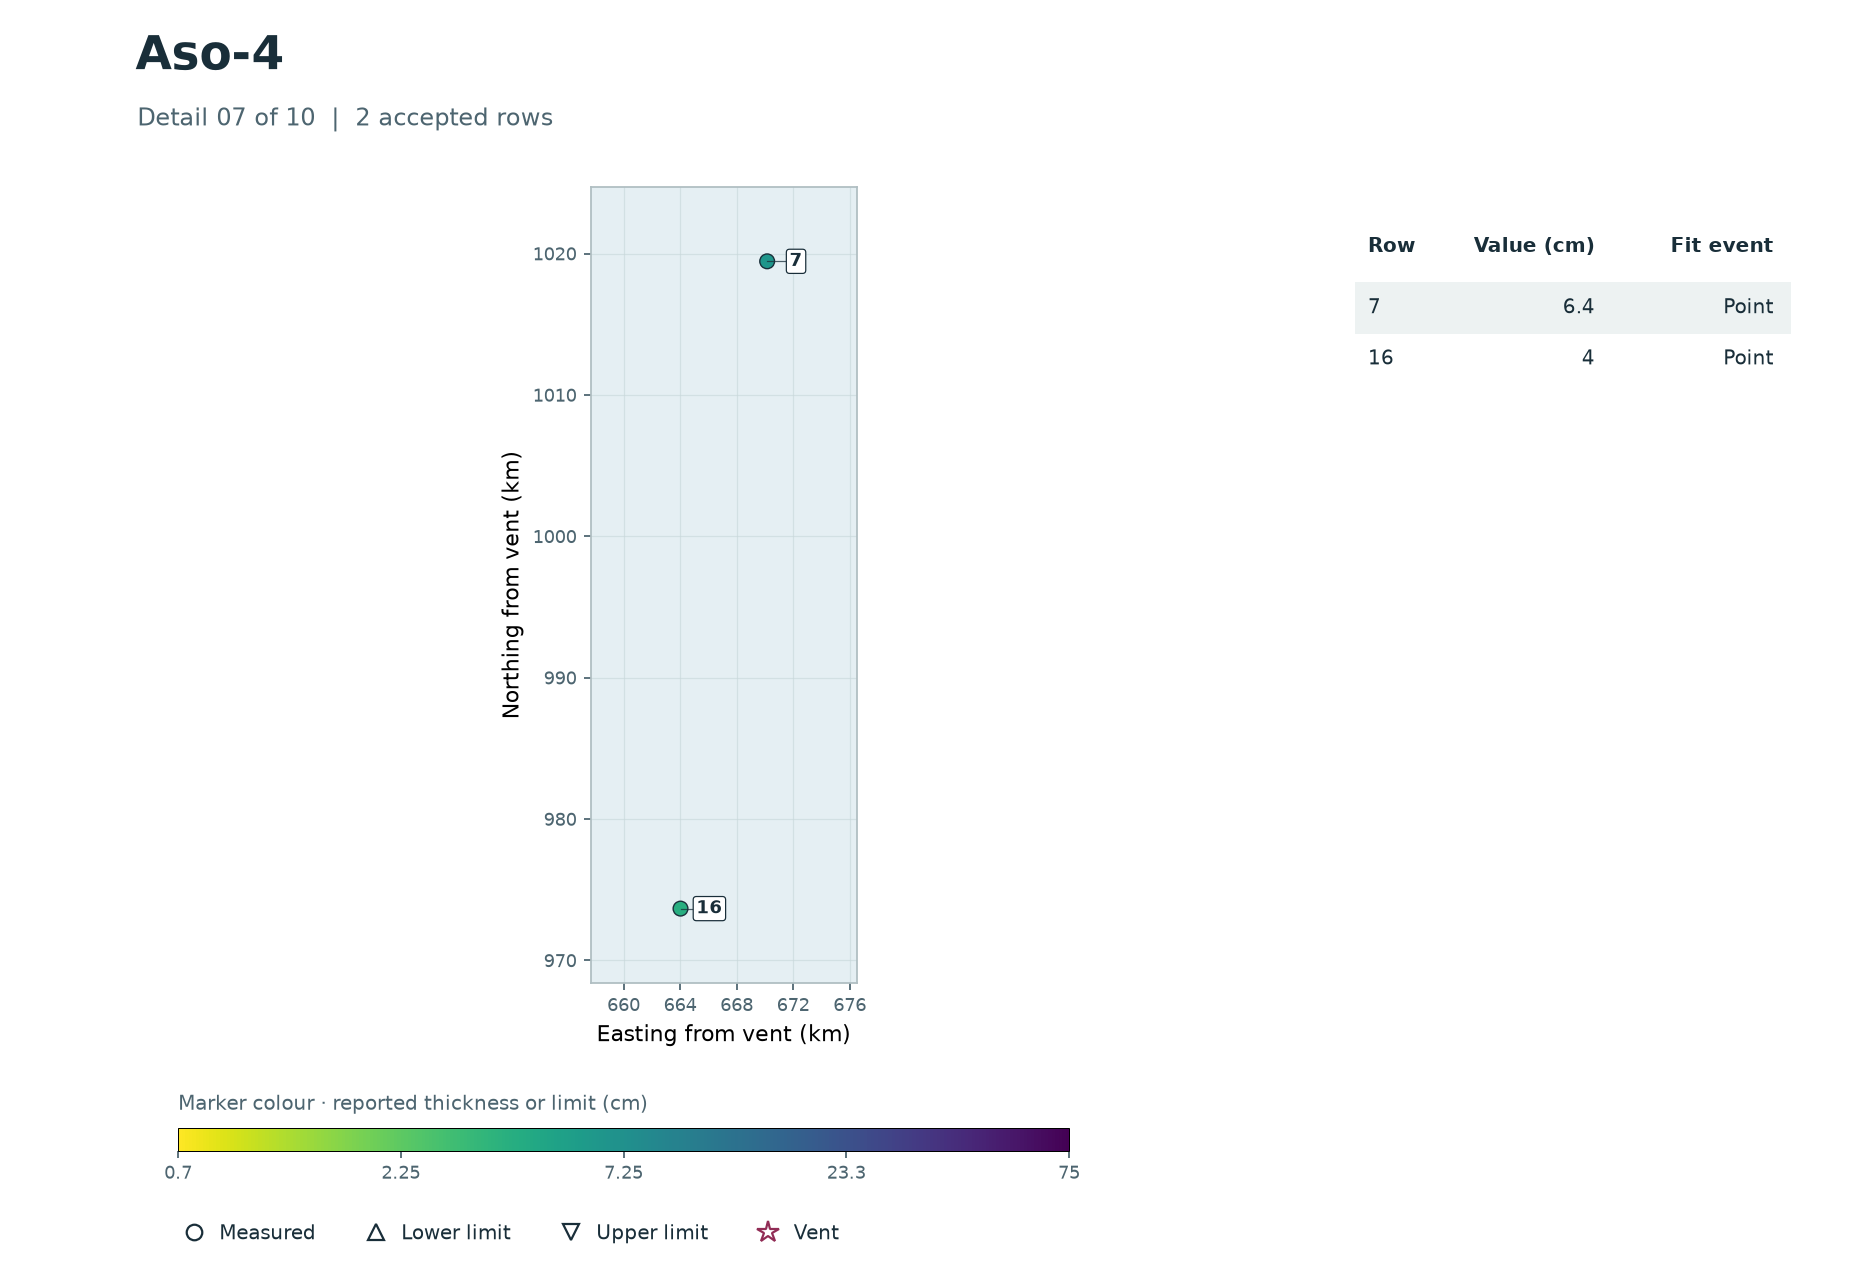 Aso-4
Detail 07 of 10 | 2 accepted rows
Row Value (cm) Fit event
7 6.4 Point
16 4 Point
Northing from vent (km)
1020
1010
1000
990
980
970
7
16
660 664 668 672 676
Easting from vent (km)
Marker colour · reported thickness or limit (cm)
0.7 2.25 7.25 23.3 75
Measured Lower limit Upper limit Vent